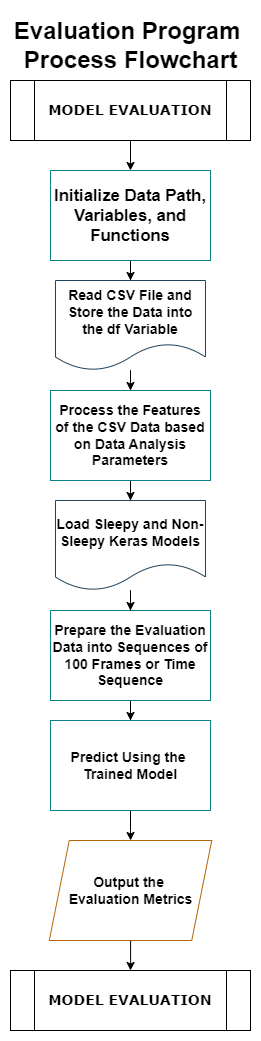 Evaluation Program
Process Flowchart
MODEL EVALUATION
Initialize Data Path,
Variables, and
Functions
Read CSV File and
Store the Data into
the df Variable
Process the Features
of the CSV Data based
on Data Analysis
Parameters
Load Sleepy and Non-
Sleepy Keras Models
Prepare the Evaluation
Data into Sequences of
100 Frames or Time
Sequence
Predict Using the
Trained Model
Output the
Evaluation Metrics
MODEL EVALUATION